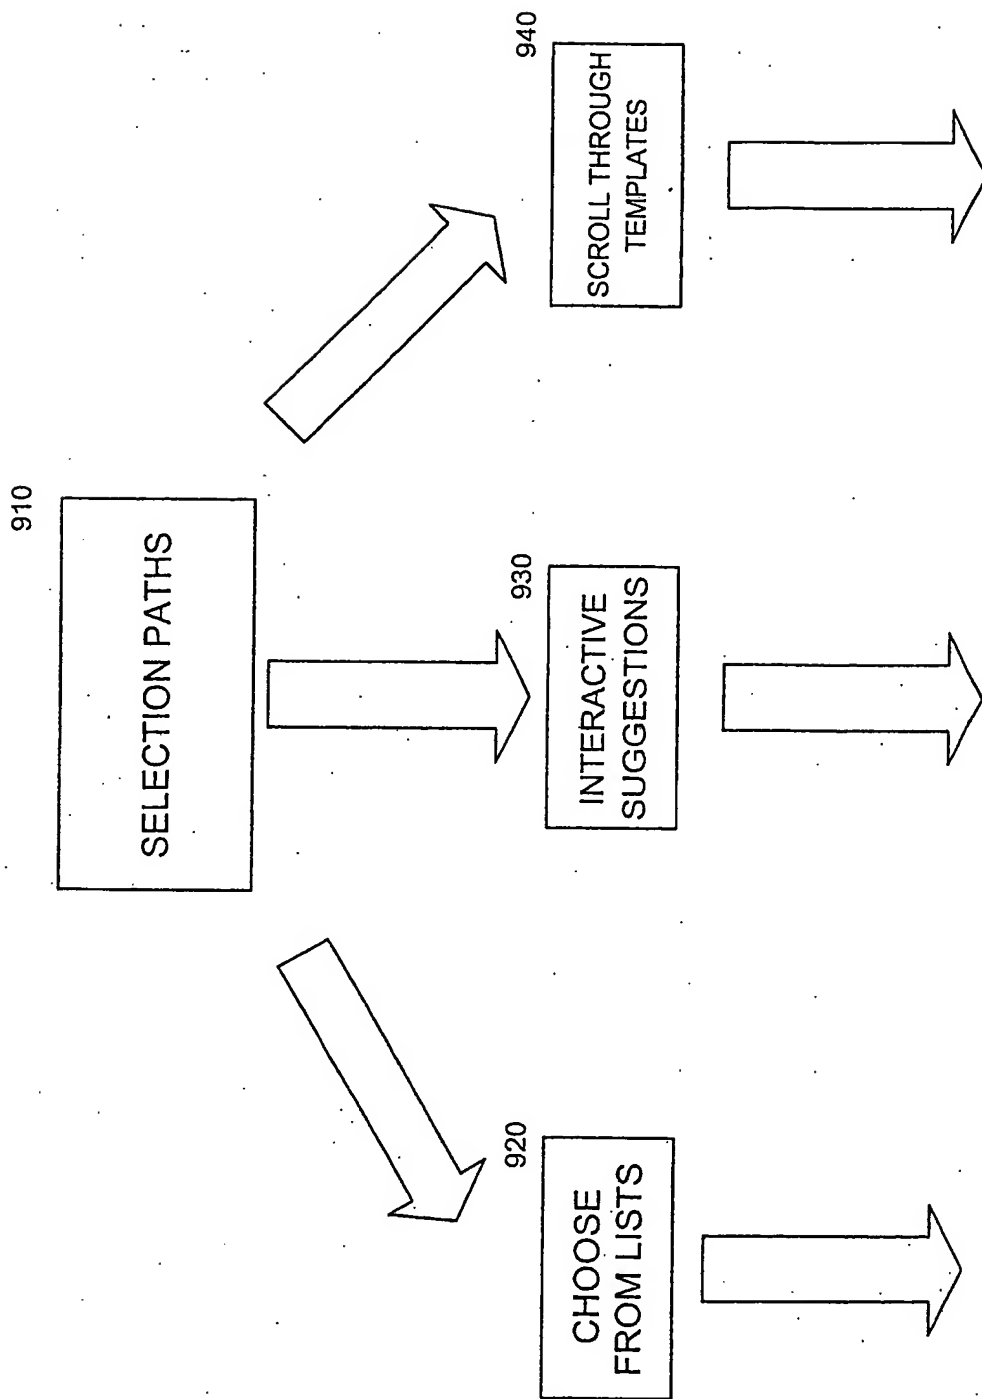 910
SELECTION PATHS
920
CHOOSE
FROM LISTS
930
INTERACTIVE
SUGGESTIONS
940
SCROLL THROUGH
TEMPLATES